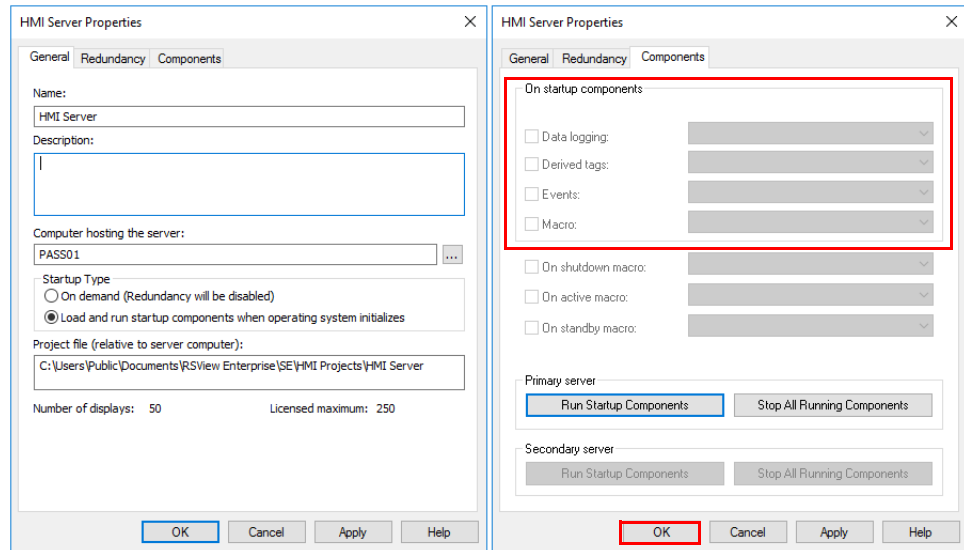 HMI Server Properties
General Redundancy Components
Name:
HMI Server
Description:
Computer hosting the server:
PASS01
...
Startup Type
On demand (Redundancy will be disabled)
Load and run startup components when operating system initializes
Project file (relative to server computer):
C:\Users\Public\Documents\RSView Enterprise\SE\HMI Projects\HMI Server
Number of displays: 50 Licensed maximum: 250
OK Cancel Apply Help
HMI Server Properties
General Redundancy Components
On startup components
Data logging:
Derived tags:
Events:
Macro:
On shutdown macro:
On active macro:
On standby macro:
Primary server
Run Startup Components Stop All Running Components
Secondary server
Run Startup Components Stop All Running Components
OK Cancel Apply Help